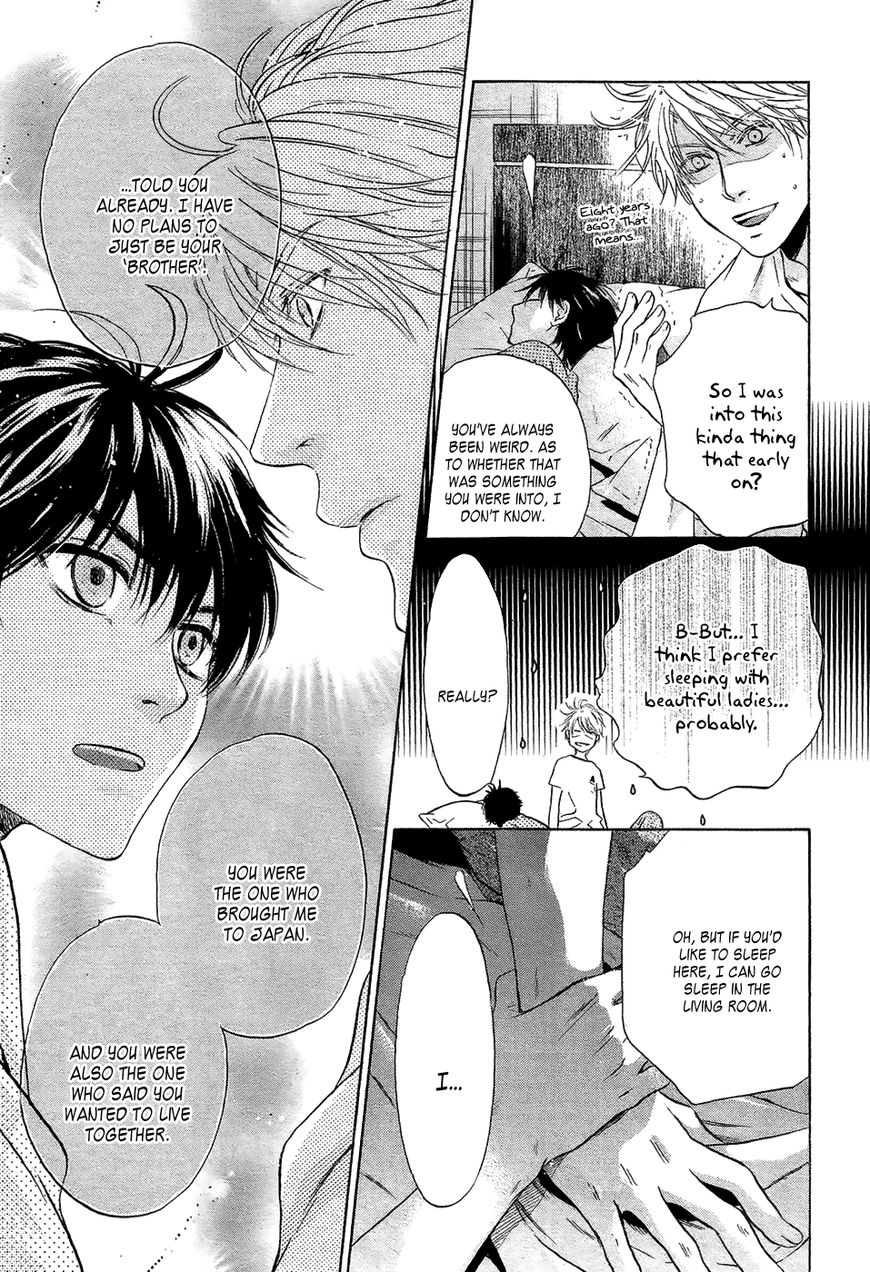 Eight years
ago? That
means...
So I was
into this
kinda thing
that early
on?
YOU'VE ALWAYS
BEEN WEIRD. AS
TO WHETHER THAT
WAS SOMETHING
YOU WERE INTO, I
DON'T KNOW.
B-But... I
think I prefer
sleeping with
beautiful ladies...
probably.
REALLY?
OH, BUT IF YOU'D
LIKE TO SLEEP
HERE, I CAN GO
SLEEP IN THE
LIVING ROOM.
I...
...TOLD YOU
ALREADY. I HAVE
NO PLANS TO
JUST BE YOUR
'BROTHER'.
YOU WERE
THE ONE WHO
BROUGHT ME
TO JAPAN.
AND YOU WERE
ALSO THE ONE
WHO SAID YOU
WANTED TO LIVE
TOGETHER.